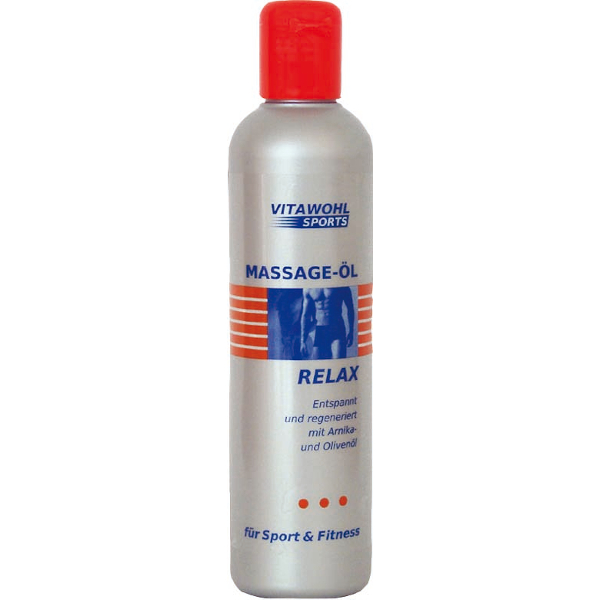 VITAWOHL
SPORTS
MASSAGE-ÖL
RELAX
Entspannt
und regeneriert
mit Arnika-
und Olivenöl
für Sport & Fitness